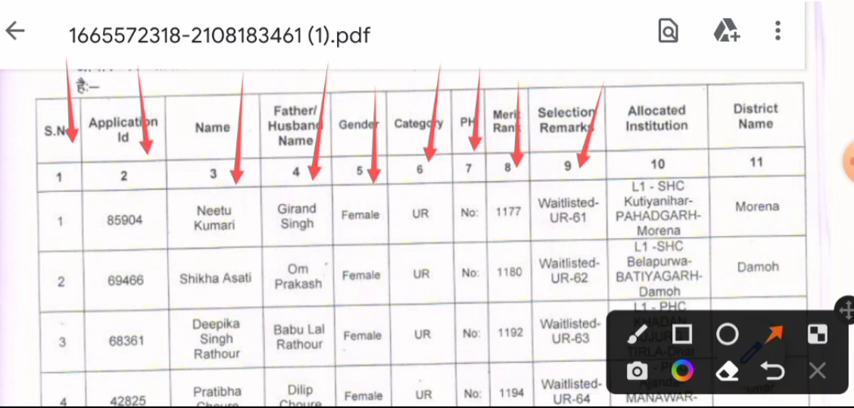 1665572318-2108183461 (1).pdf
है:–
S.No Application Id Name Father/ Husband Name Gender Category PH Merit Rank Selection Remarks Allocated Institution District Name
1 2 3 4 5 6 7 8 9 10 11
1 85904 Neetu Kumari Girand Singh Female UR No: 1177 Waitlisted-UR-61 L1 - SHC Kutiyanihar-PAHADGARH-Morena Morena
2 69466 Shikha Asati Om Prakash Female UR No: 1180 Waitlisted-UR-62 L1 -SHC Belapurwa-BATIYAGARH-Damoh Damoh
3 68361 Deepika Singh Rathour Babu Lal Rathour Female UR No: 1192 Waitlisted-UR-63 L1 - PHC
4 42825 Pratibha Dilip Female UR No: 1194 Waitlisted-UR-64 MANAWAR-